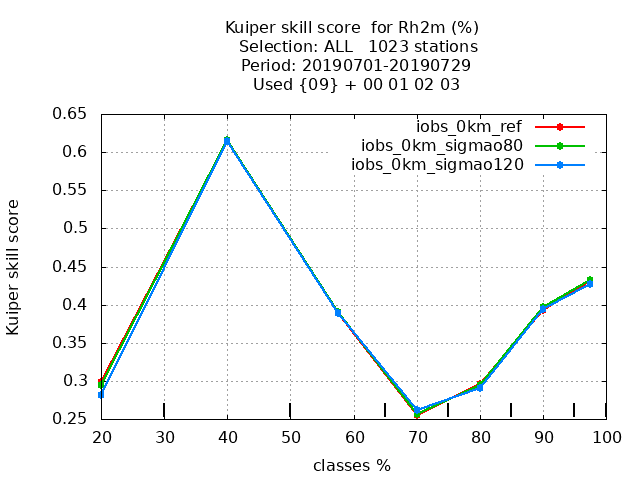 Kuiper skill score  for Rh2m (%)
Selection: ALL   1023 stations
Period: 20190701-20190729
Used {09} + 00 01 02 03
Kuiper skill score
0.65
0.6
0.55
0.5
0.45
0.4
0.35
0.3
0.25
iobs_0km_ref
iobs_0km_sigmao80
iobs_0km_sigmao120
20 30 40 50 60 70 80 90 100
classes %